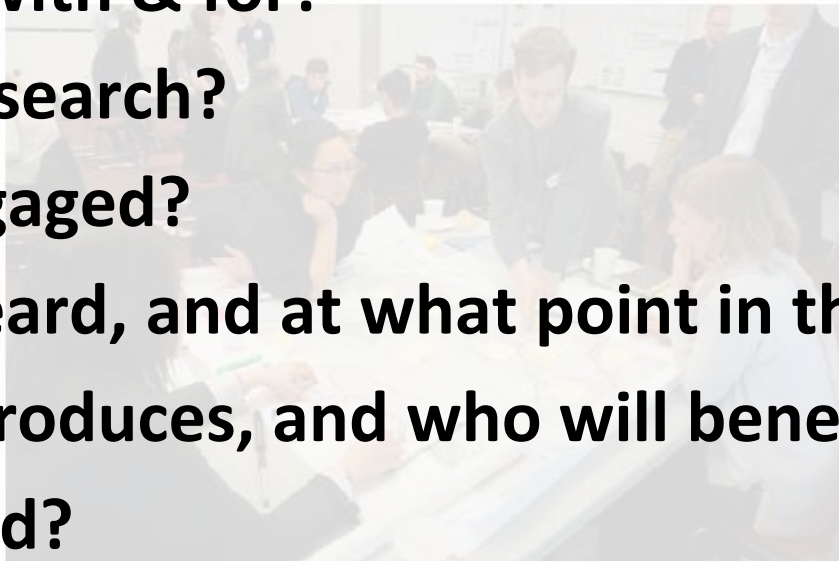 with & for?
search?
gaged?
eard, and at what point in th
roduces, and who will bene
d?